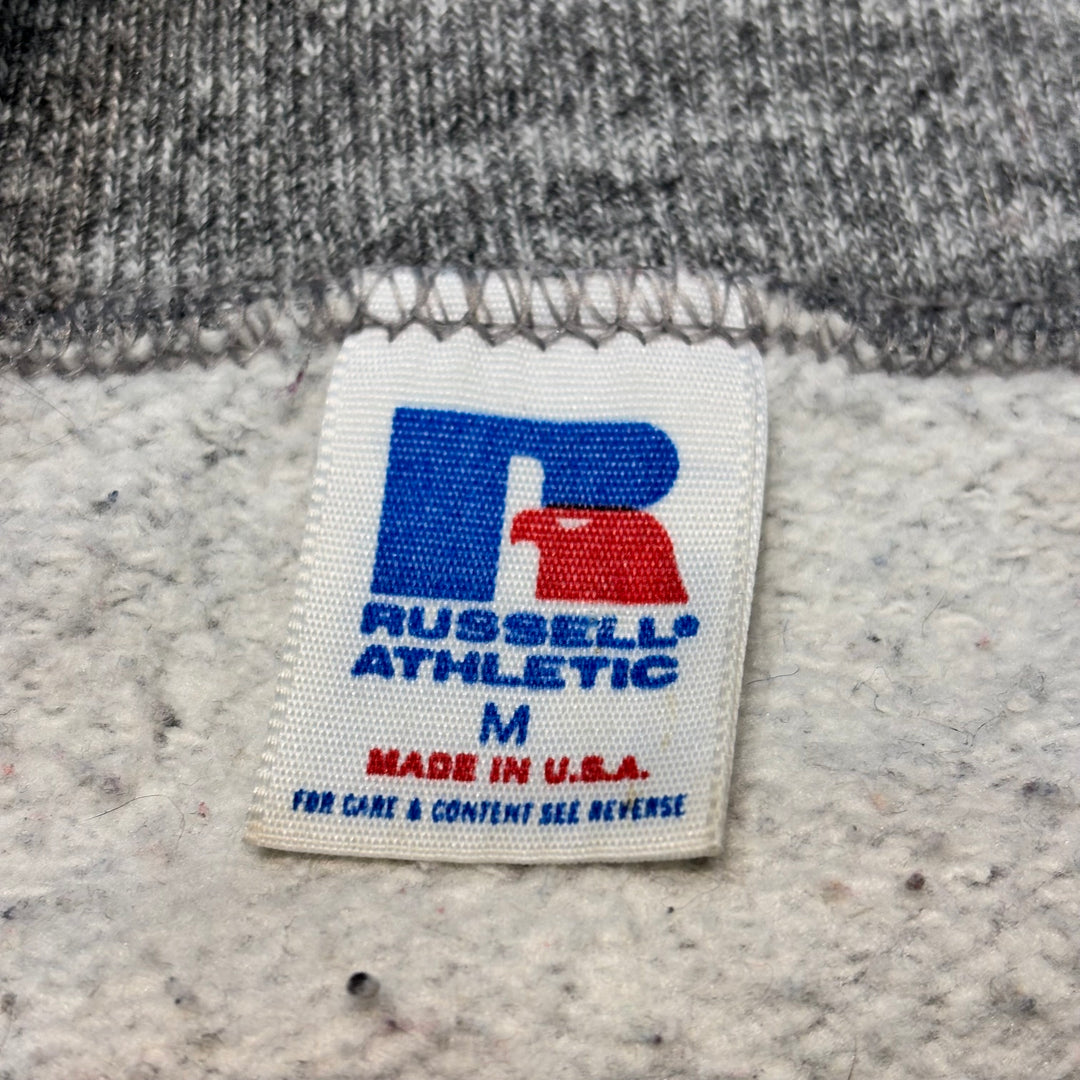 R
RUSSELL®
ATHLETIC
M
MADE IN U.S.A.
FOR CARE & CONTENT SEE REVERSE